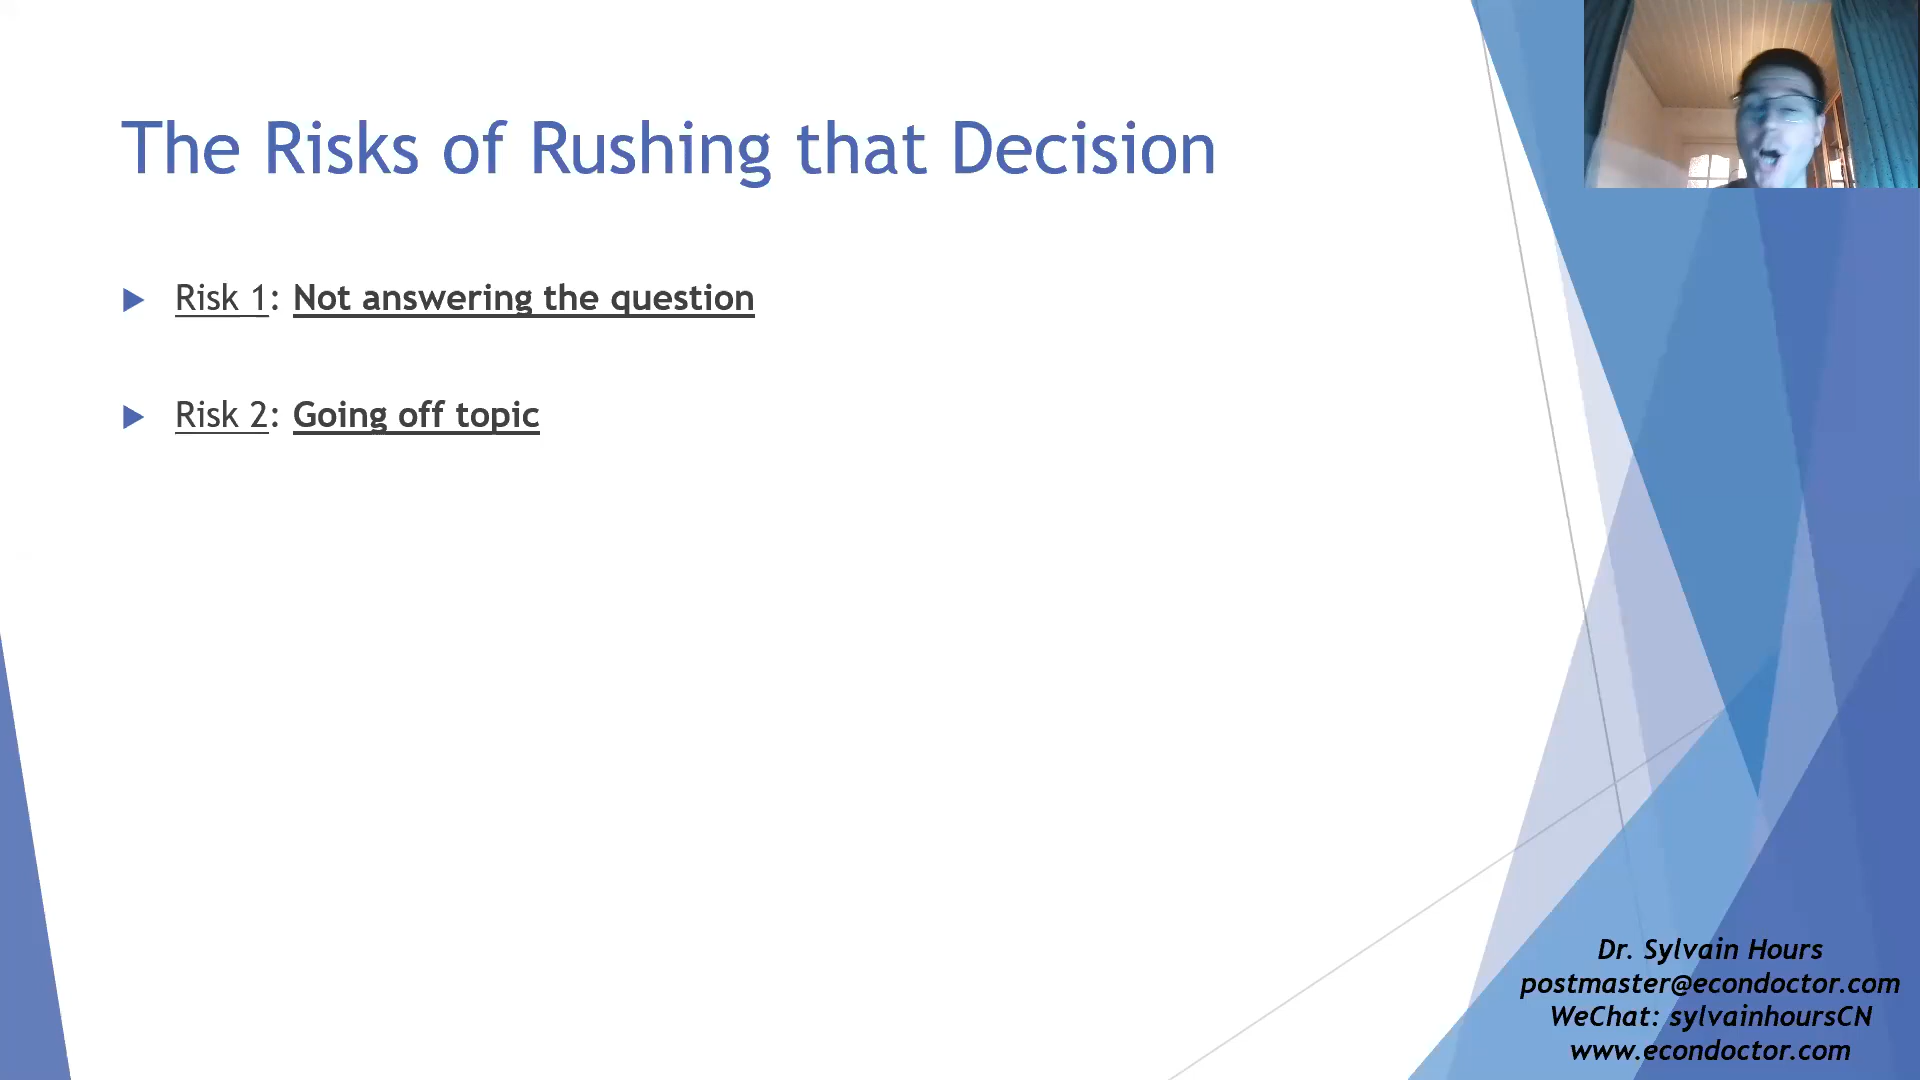 The Risks of Rushing that Decision
Risk 1: Not answering the question
Risk 2: Going off topic
Dr. Sylvain Hours
postmaster@econdoctor.com
WeChat: sylvainhoursCN
www.econdoctor.com